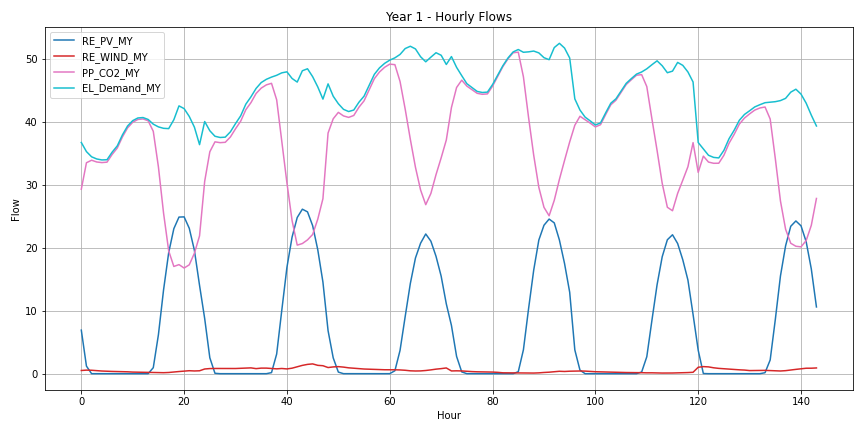 Year 1 - Hourly Flows
RE_PV_MY
RE_WIND_MY
PP_CO2_MY
EL_Demand_MY
50
40
30
20
10
0
Flow
0 20 40 60 80 100 120 140
Hour